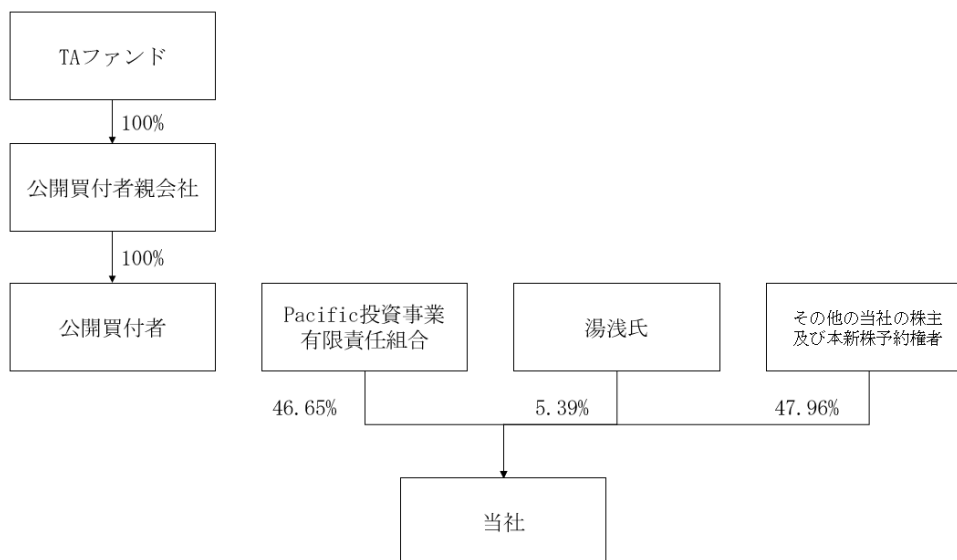 TAファンド
100%
公開買付者親会社
100%
公開買付者
Pacific投資事業
有限責任組合
湯浅氏
その他の当社の株主
及び本新株予約権者
46.65%
5.39%
47.96%
当社